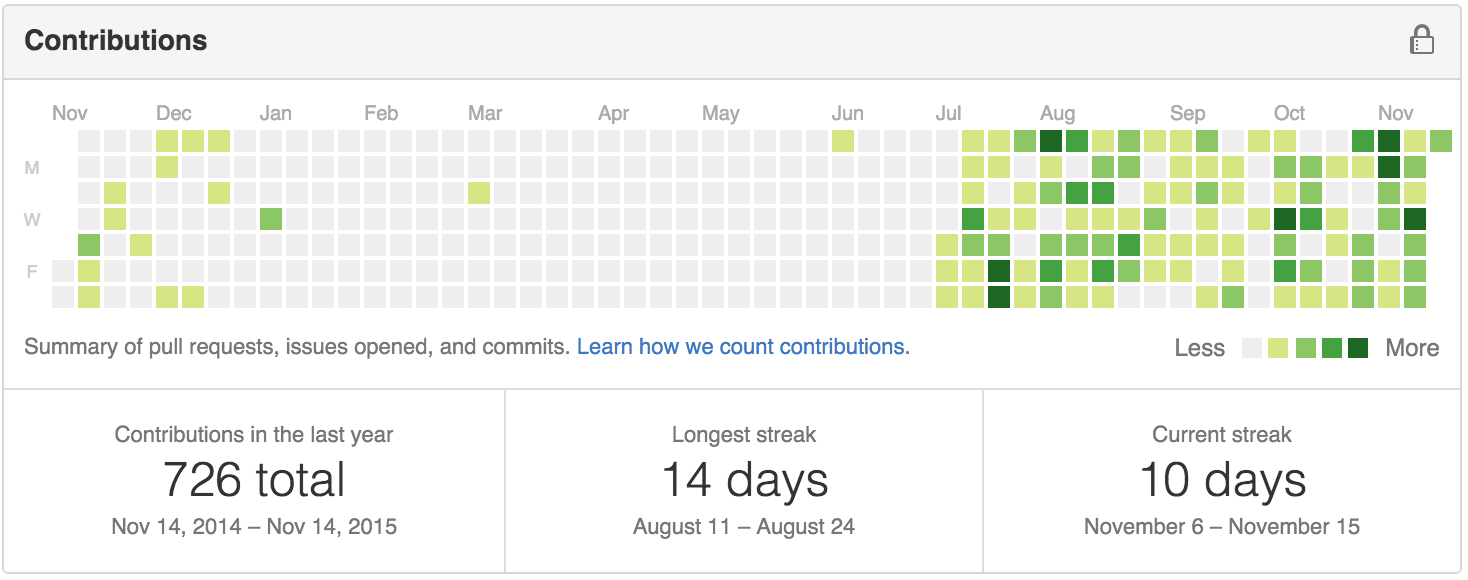 Contributions
Nov Dec Jan Feb Mar Apr May Jun Jul Aug Sep Oct Nov
M
W
F
Summary of pull requests, issues opened, and commits. Learn how we count contributions.
Less More
Contributions in the last year
726 total
Nov 14, 2014 – Nov 14, 2015
Longest streak
14 days
August 11 – August 24
Current streak
10 days
November 6 – November 15